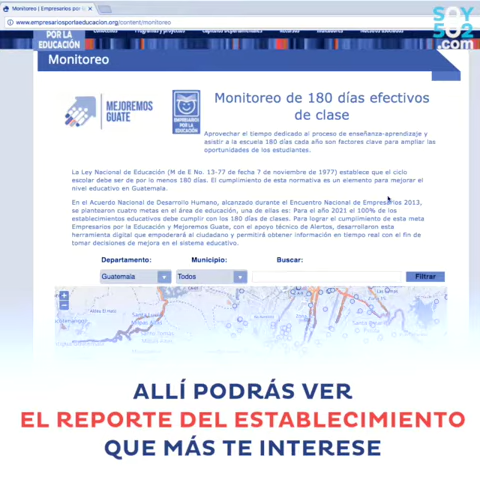 Monitoreo | Empresarios por
SOY
502
.com
www.empresariosporlaeducacion.org/content/monitoreo
POR LA
EDUCACIÓN
Monitoreo
MEJOREMOS
GUATE
EMPRESARIOS
POR LA
EDUCACIÓN
Monitoreo de 180 días efectivos
de clase
Aprovechar el tiempo dedicado al proceso de enseñanza-aprendizaje y
asistir a la escuela 180 días cada año son factores clave para ampliar las
oportunidades de los estudiantes.
La Ley Nacional de Educación (M de E No. 13-77 de fecha 7 de noviembre de 1977) establece que el ciclo
escolar debe ser de por lo menos 180 días. El cumplimiento de esta normativa es un elemento para mejorar el
nivel educativo en Guatemala.
En el Acuerdo Nacional de Desarrollo Humano, alcanzado durante el Encuentro Nacional de Empresarios 2013,
se plantearon cuatro metas en el área de educación, una de ellas es: Para el año 2021 el 100% de los
establecimientos educativos debe cumplir con los 180 días de clases. Para lograr el cumplimiento de esta meta
Empresarios por la Educación y Mejoremos Guate, con el apoyo técnico de Alertos, desarrollaron esta
herramienta digital que empoderará al ciudadano y permitirá obtener información en tiempo real con el fin de
tomar decisiones de mejora en el sistema educativo.
Departamento: Municipio: Buscar:
Guatemala Todos Filtrar
ALLÍ PODRÁS VER
EL REPORTE DEL ESTABLECIMIENTO
QUE MÁS TE INTERESE